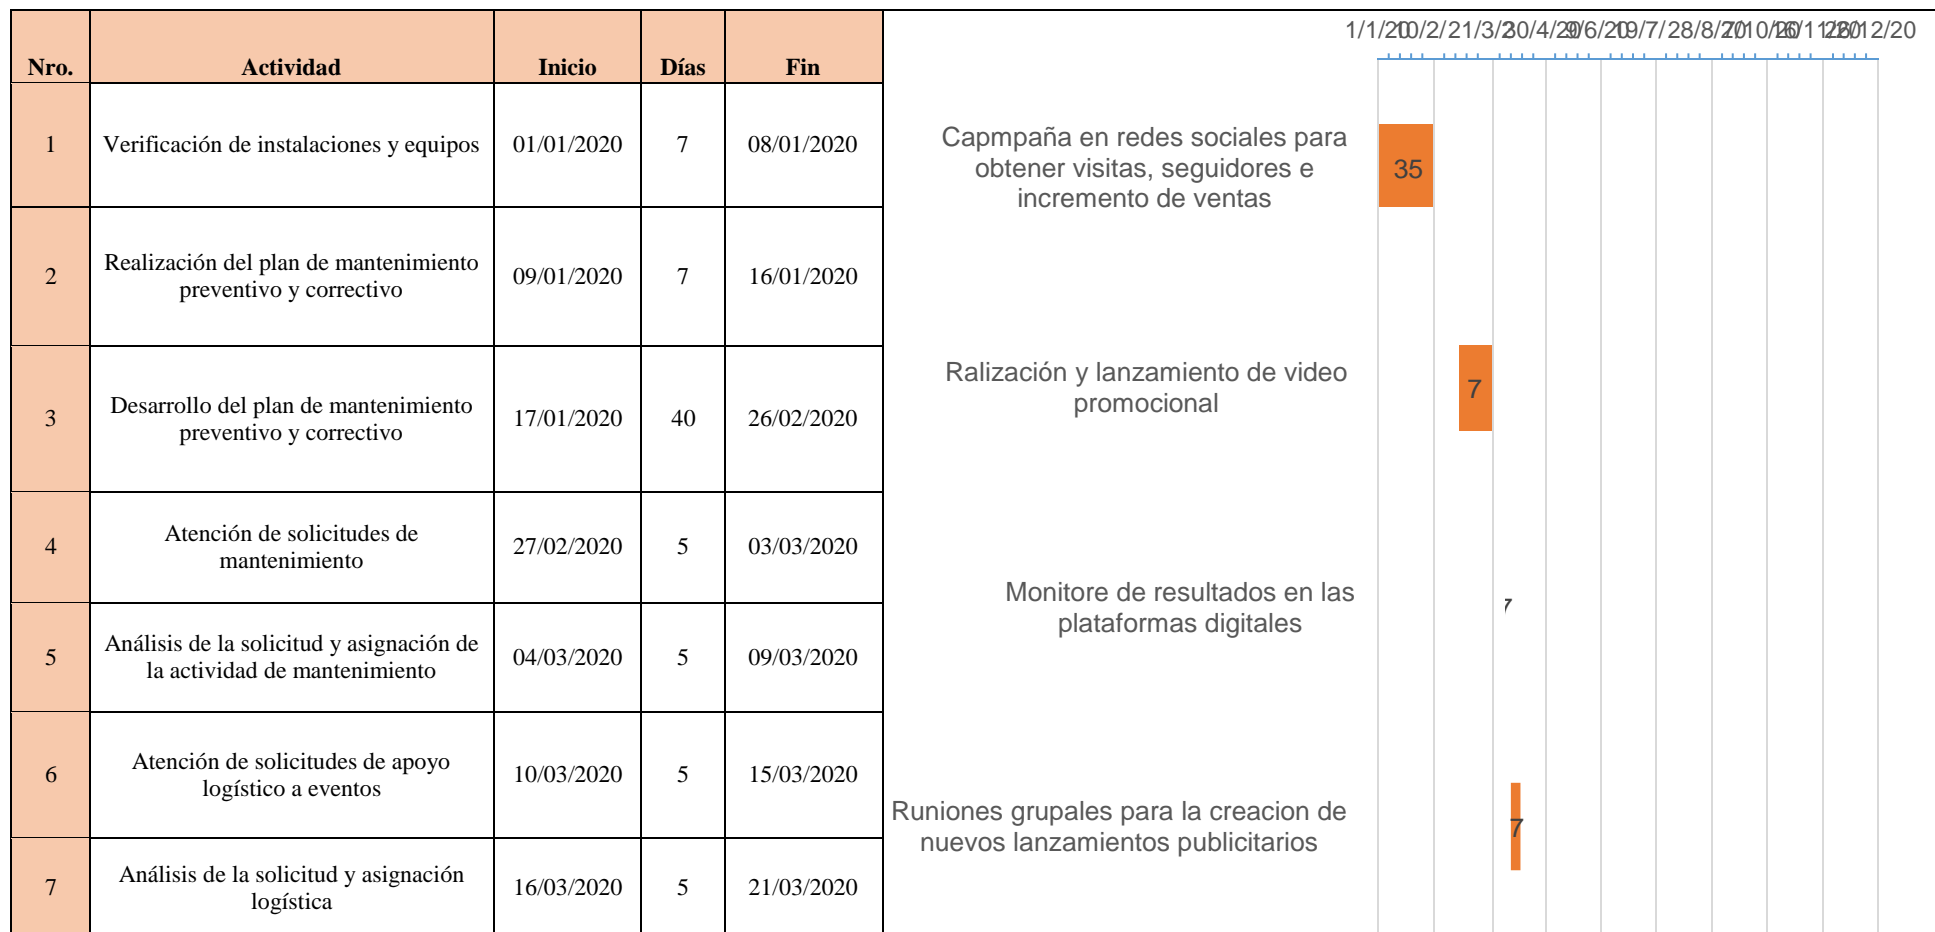 Nro. Actividad Inicio Días Fin
1 Verificación de instalaciones y equipos 01/01/2020 7 08/01/2020
2 Realización del plan de mantenimiento
preventivo y correctivo 09/01/2020 7 16/01/2020
3 Desarrollo del plan de mantenimiento
preventivo y correctivo 17/01/2020 40 26/02/2020
4 Atención de solicitudes de
mantenimiento 27/02/2020 5 03/03/2020
5 Análisis de la solicitud y asignación de
la actividad de mantenimiento 04/03/2020 5 09/03/2020
6 Atención de solicitudes de apoyo
logístico a eventos 10/03/2020 5 15/03/2020
7 Análisis de la solicitud y asignación
logística 16/03/2020 5 21/03/2020
1/1/20
Capmpaña en redes sociales para
obtener visitas, seguidores e
incremento de ventas
35
Ralización y lanzamiento de video
promocional
7
Monitore de resultados en las
plataformas digitales
7
Runiones grupales para la creacion de
nuevos lanzamientos publicitarios
7